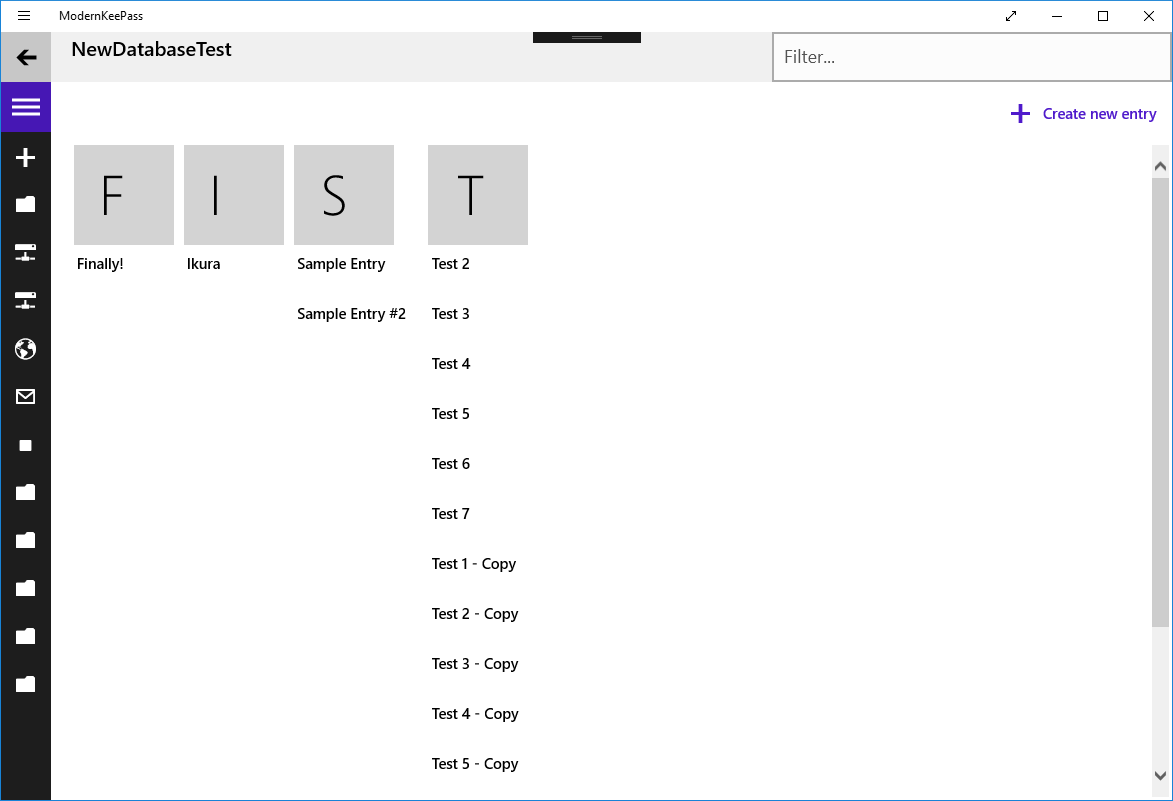 ModernKeePass
NewDatabaseTest
Filter...
Create new entry
F
Finally!
I
Ikura
S
Sample Entry
Sample Entry #2
T
Test 2
Test 3
Test 4
Test 5
Test 6
Test 7
Test 1 - Copy
Test 2 - Copy
Test 3 - Copy
Test 4 - Copy
Test 5 - Copy